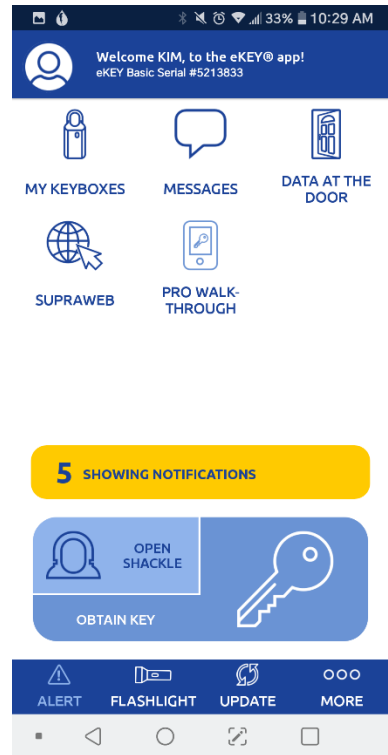 33% 10:29 AM
Welcome KIM, to the eKEY® app!
eKEY Basic Serial #5213833
MY KEYBOXES
MESSAGES
DATA AT THE
DOOR
SUPRAWEB
PRO WALK-
THROUGH
5 SHOWING NOTIFICATIONS
OPEN
SHACKLE
OBTAIN KEY
ALERT
FLASHLIGHT
UPDATE
MORE